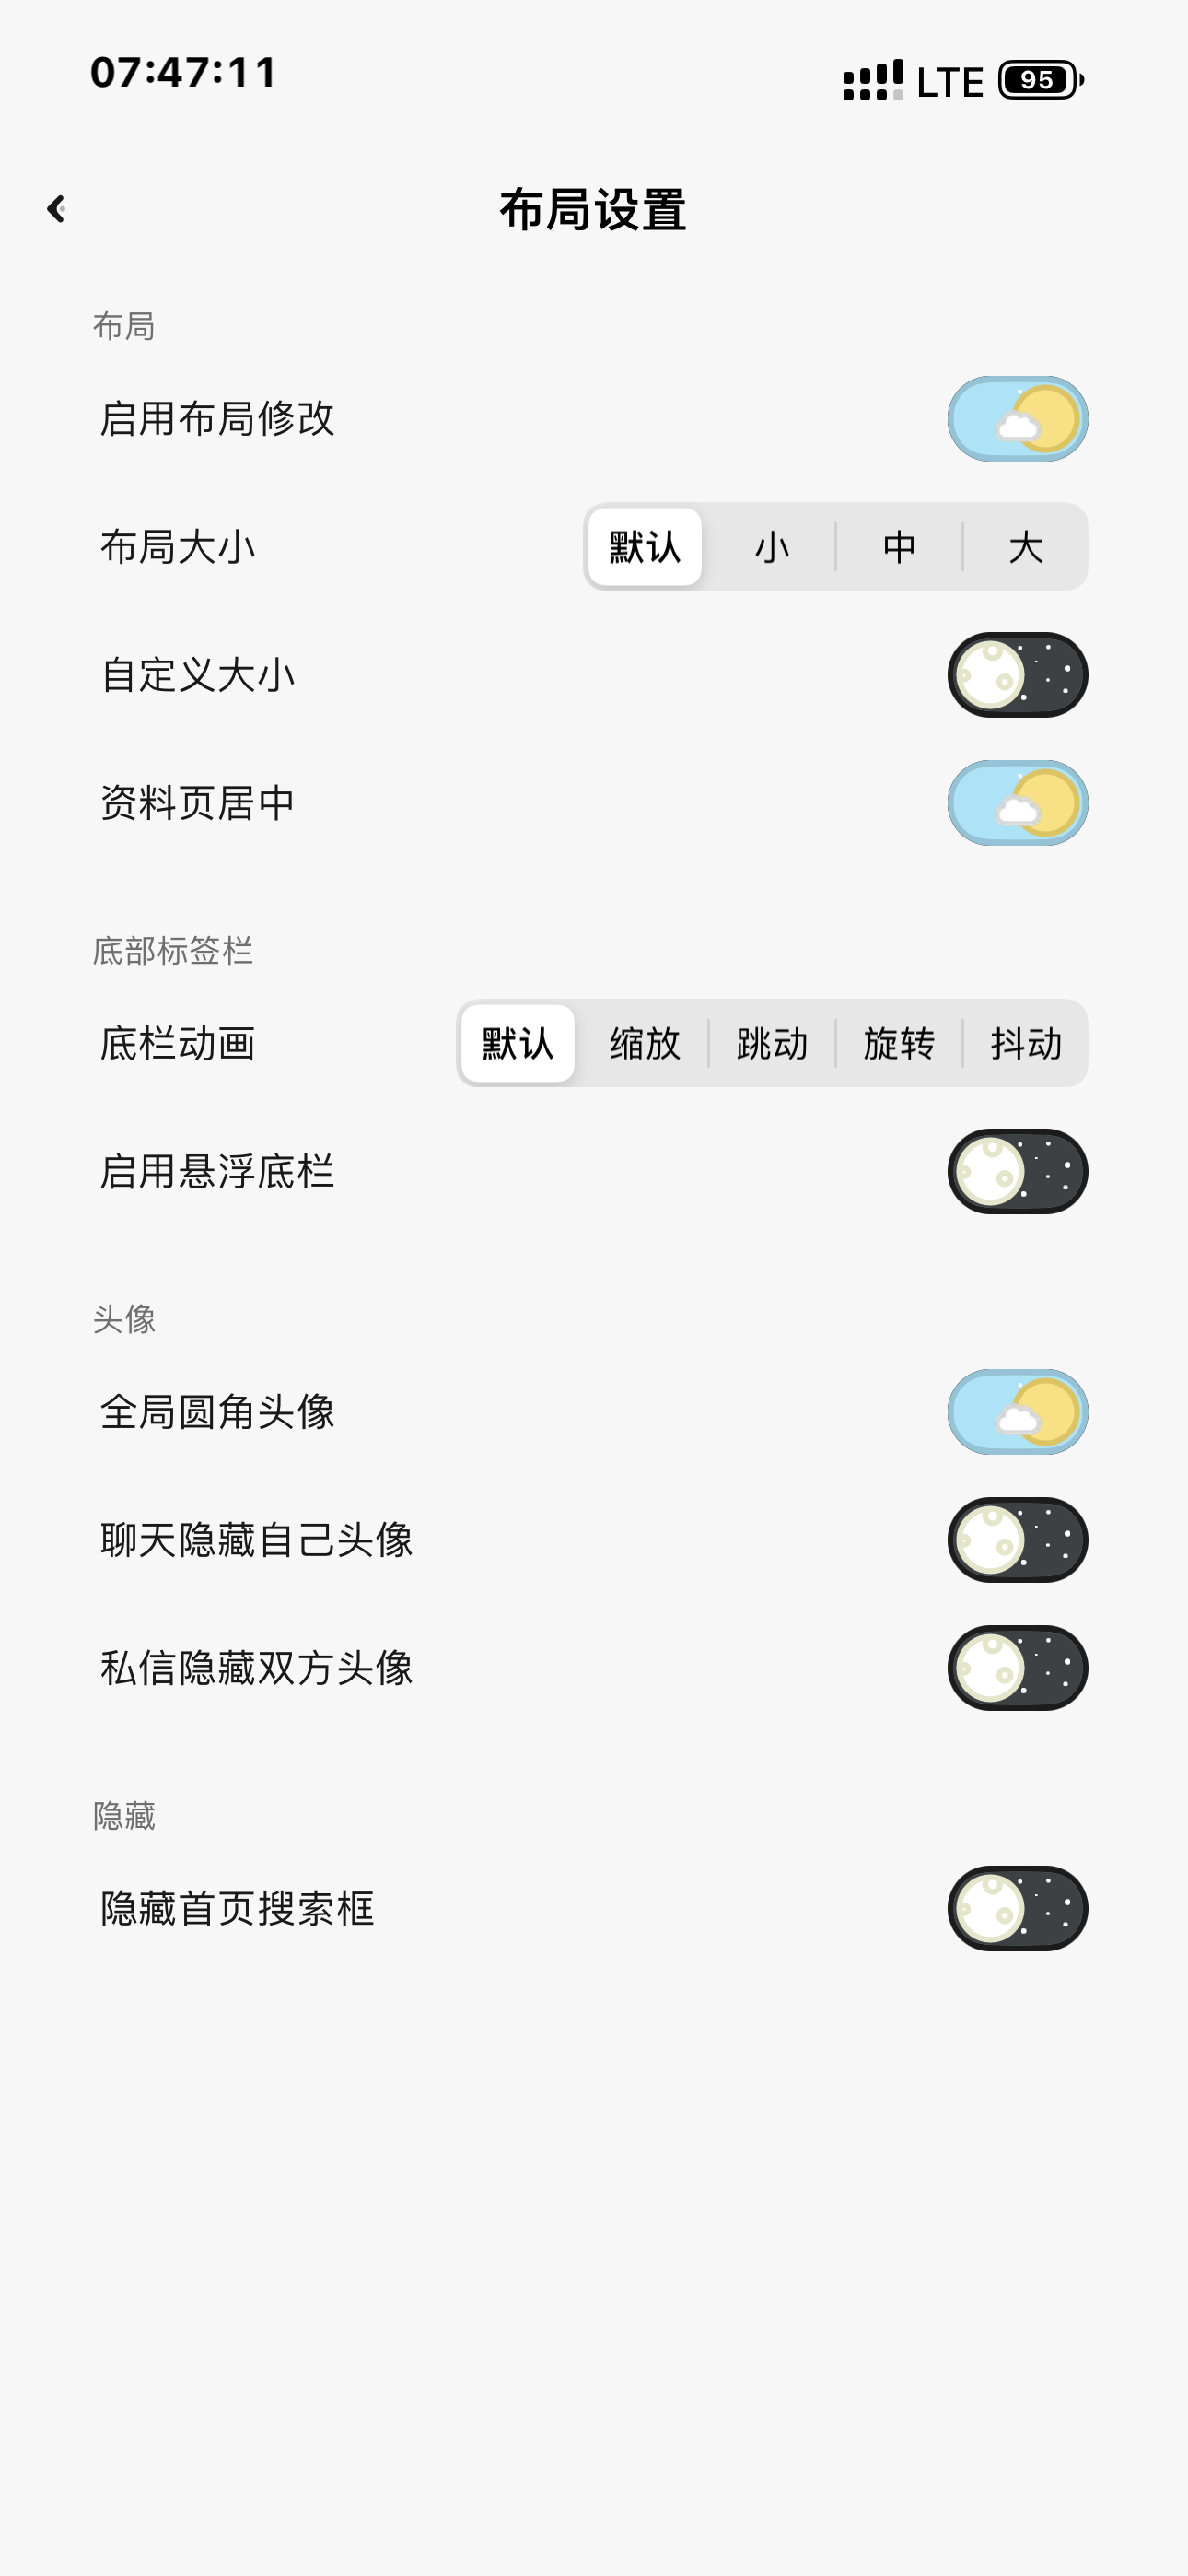 07:47:11 LTE 95
布局设置
布局
启用布局修改
布局大小 默认 小 中 大
自定义大小
资料页居中
底部标签栏
底栏动画 默认 缩放 跳动 旋转 抖动
启用悬浮底栏
头像
全局圆角头像
聊天隐藏自己头像
私信隐藏双方头像
隐藏
隐藏首页搜索框